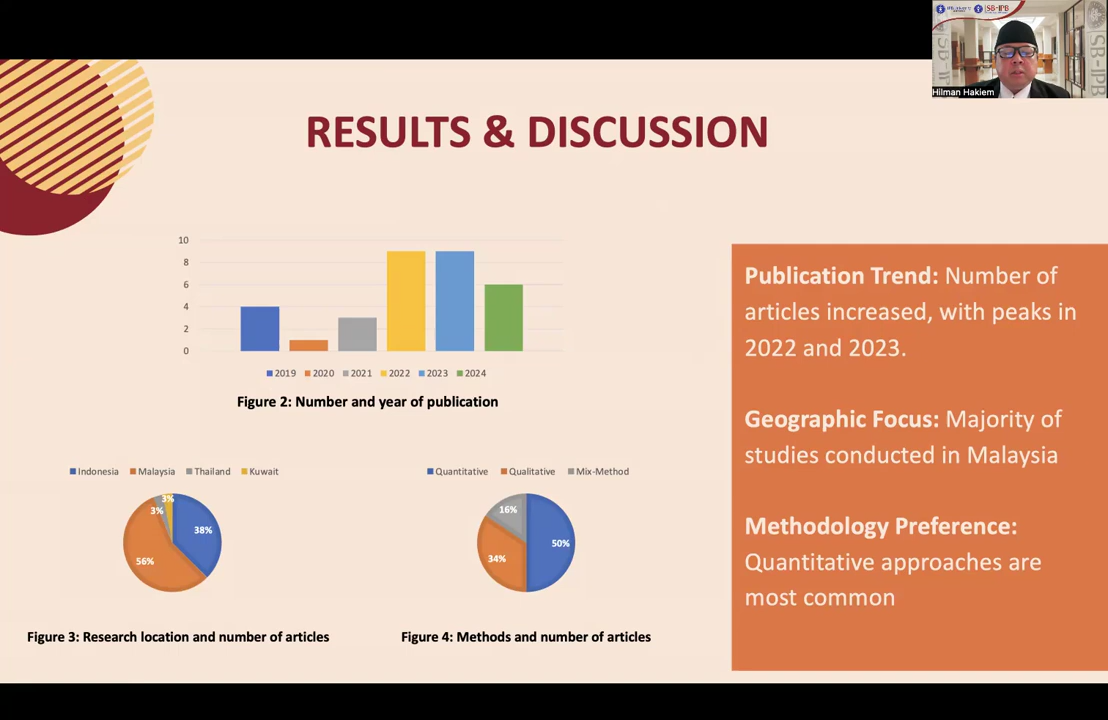 SB-IPB
SB-IPB
Hilman Hakiem
RESULTS & DISCUSSION
10
8
6
4
2
0
2019 2020 2021 2022 2023 2024
Figure 2: Number and year of publication
Indonesia Malaysia Thailand Kuwait
3%
3%
38%
56%
Figure 3: Research location and number of articles
Quantitative Qualitative Mix-Method
16%
50%
34%
Figure 4: Methods and number of articles
Publication Trend: Number of
articles increased, with peaks in
2022 and 2023.
Geographic Focus: Majority of
studies conducted in Malaysia
Methodology Preference:
Quantitative approaches are
most common